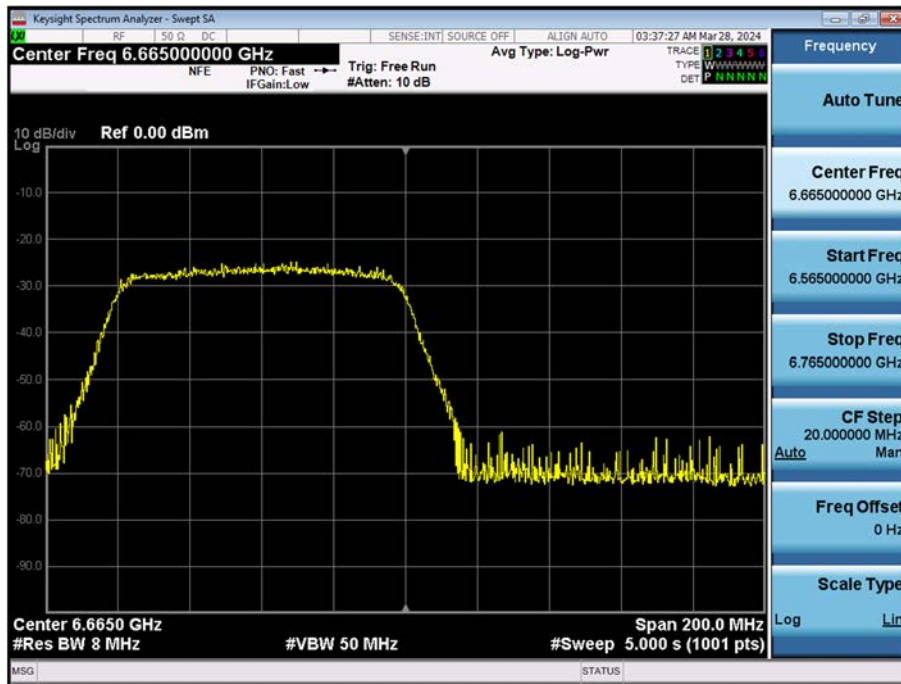 Keysight Spectrum Analyzer - Swept SA
RF 50 Ω DC SENSE:INT SOURCE OFF ALIGN AUTO 03:37:27 AM Mar 28, 2024
Center Freq 6.665000000 GHz
NFE
PNO: Fast
IFGain:Low
Trig: Free Run
#Atten: 10 dB
Avg Type: Log-Pwr
TRACE 1 2 3 4 5 6
TYPE WWWWWW
DET P N N N N N
10 dB/div Ref 0.00 dBm
Log
-10.0
-20.0
-30.0
-40.0
-50.0
-60.0
-70.0
-80.0
-90.0
Center 6.6650 GHz Span 200.0 MHz
#Res BW 8 MHz #VBW 50 MHz #Sweep 5.000 s (1001 pts)
MSG STATUS
Frequency
Auto Tune
Center Freq
6.665000000 GHz
Start Freq
6.565000000 GHz
Stop Freq
6.765000000 GHz
CF Step
20.000000 MHz
Auto Man
Freq Offset
0 Hz
Scale Type
Log Lin